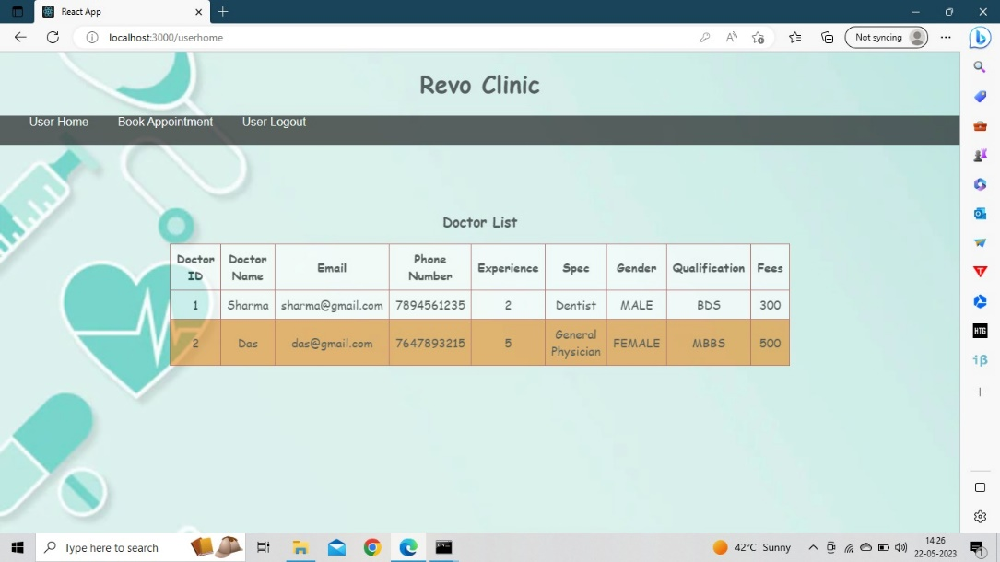 React App
localhost:3000/userhome
Not syncing
Revo Clinic
User Home Book Appointment User Logout
Doctor List
Doctor ID Doctor Name Email Phone Number Experience Spec Gender Qualification Fees
1 Sharma sharma@gmail.com 7894561235 2 Dentist MALE BDS 300
2 Das das@gmail.com 7647893215 5 General Physician FEMALE MBBS 500
HTG
iβ
Type here to search
42°C Sunny
14:26
22-05-2023
1